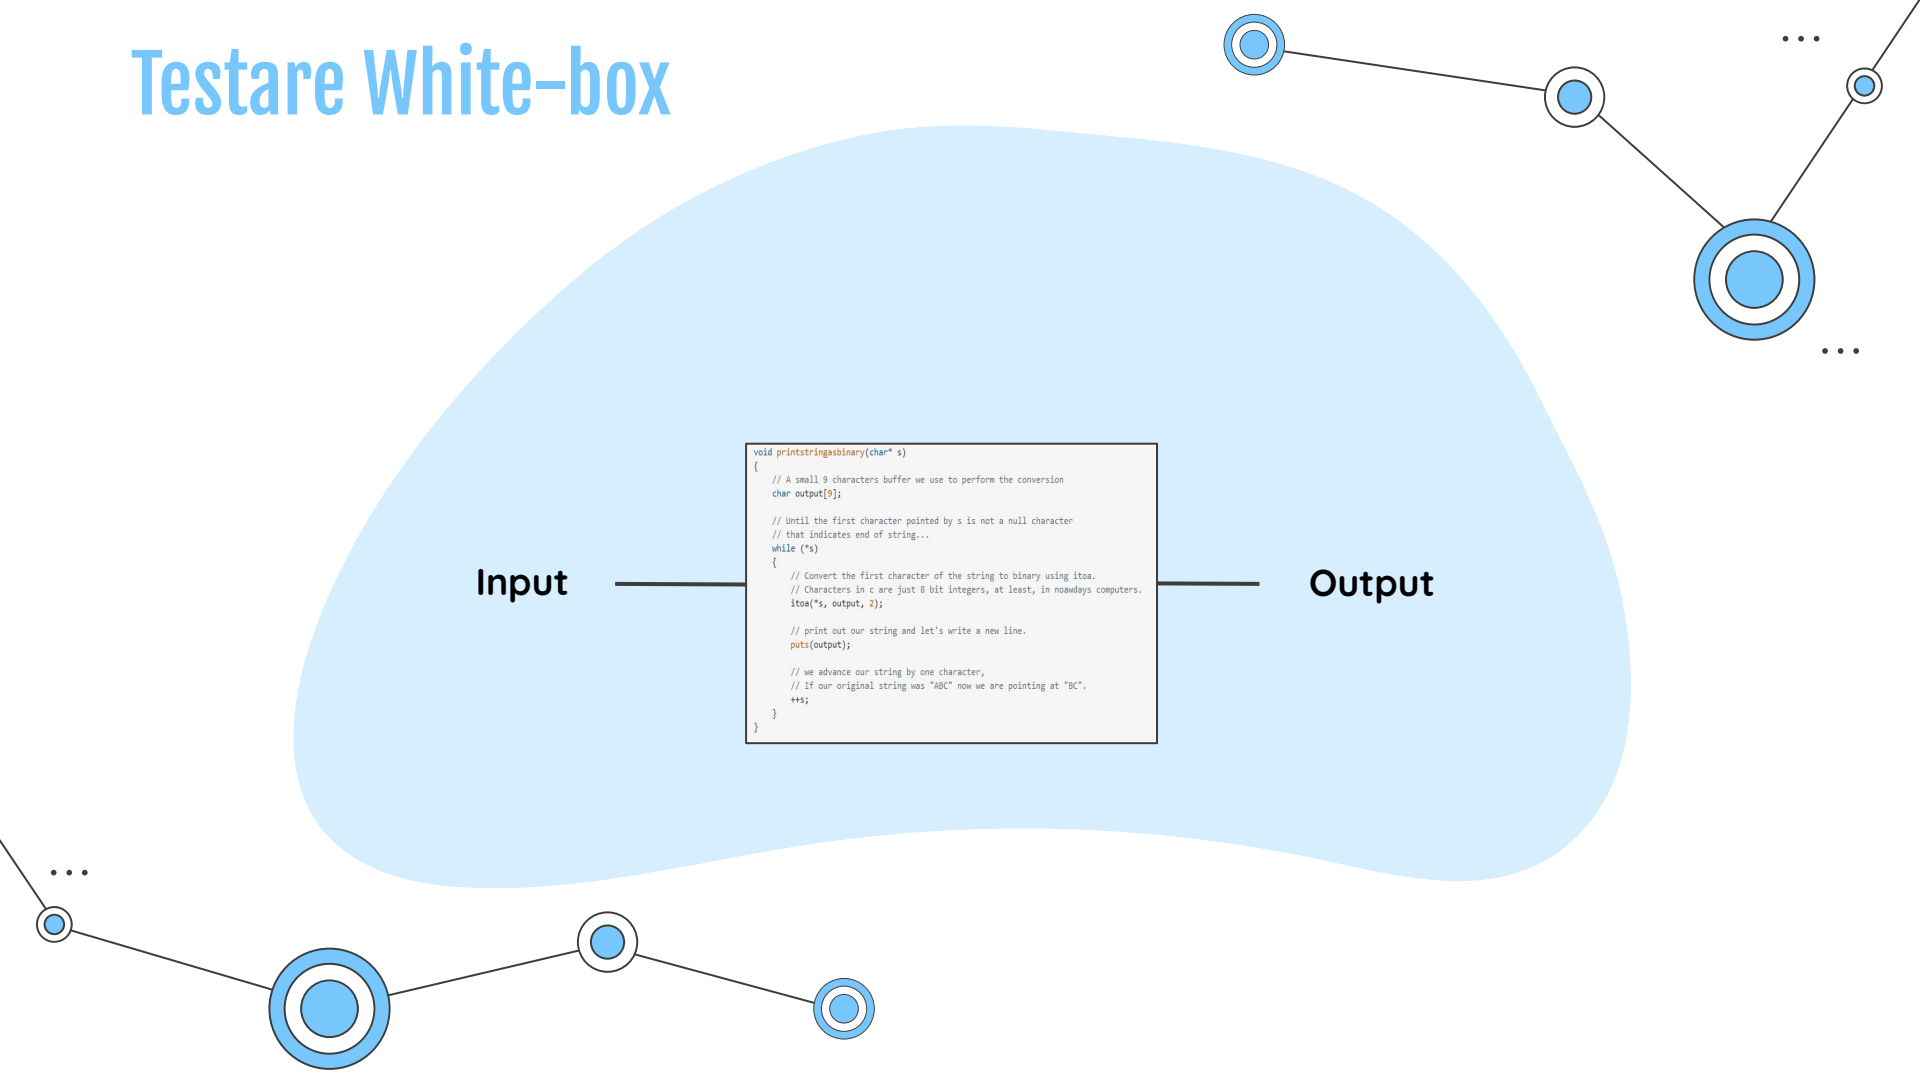 Testare White-box
Input
void printstringasbinary(char* s)
{
// A small 9 characters buffer we use to perform the conversion
char output[9];
// Until the first character pointed by s is not a null character
// that indicates end of string...
while (*s)
{
// Convert the first character of the string to binary using itoa.
// Characters in c are just 8 bit integers, at least, in noawdays computers.
itoa(*s, output, 2);
// print out our string and let's write a new line.
puts(output);
// we advance our string by one character,
// If our original string was "ABC" now we are pointing at "BC".
++s;
}
}
Output